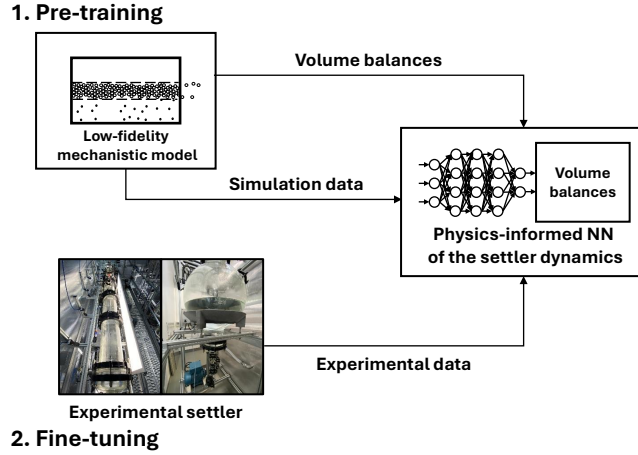 1. Pre-training
Volume balances
Low-fidelity
mechanistic model
Simulation data
Volume
balances
Physics-informed NN
of the settler dynamics
Experimental data
Experimental settler
2. Fine-tuning